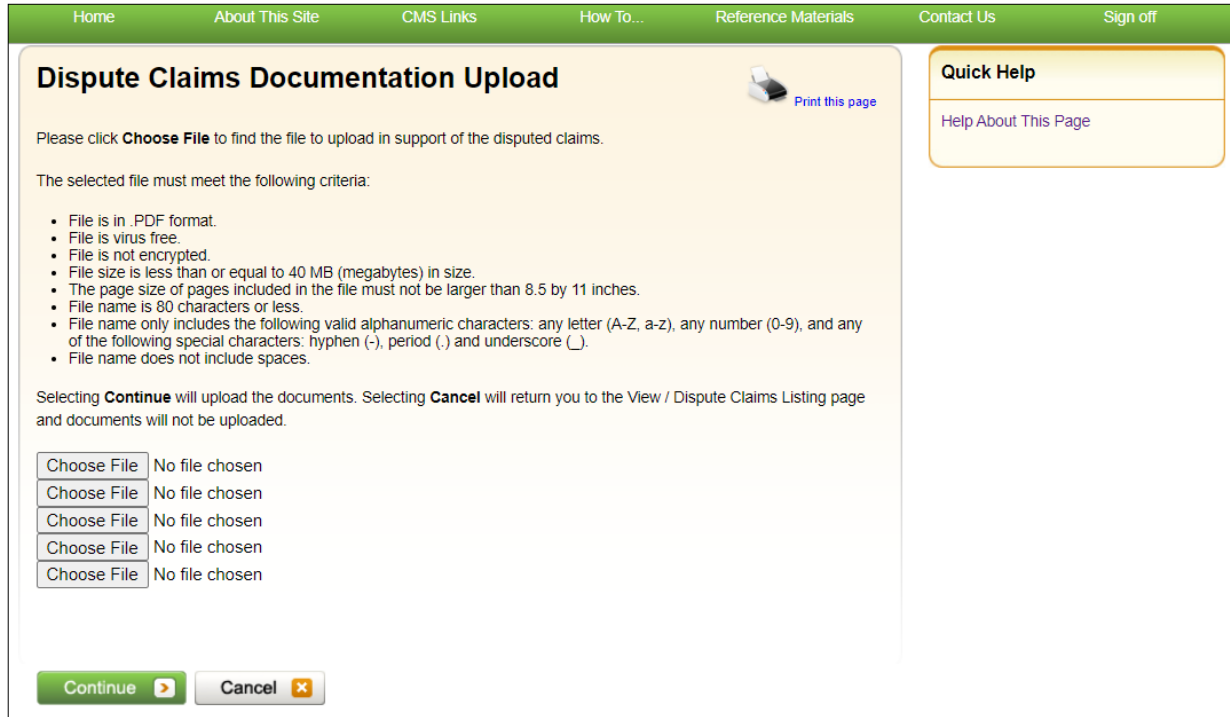 Home About This Site CMS Links How To... Reference Materials Contact Us Sign off
Dispute Claims Documentation Upload
Print this page
Please click Choose File to find the file to upload in support of the disputed claims.
The selected file must meet the following criteria:
• File is in .PDF format.
• File is virus free.
• File is not encrypted.
• File size is less than or equal to 40 MB (megabytes) in size.
• The page size of pages included in the file must not be larger than 8.5 by 11 inches.
• File name is 80 characters or less.
• File name only includes the following valid alphanumeric characters: any letter (A-Z, a-z), any number (0-9), and any
of the following special characters: hyphen (-), period (.) and underscore (_).
• File name does not include spaces.
Selecting Continue will upload the documents. Selecting Cancel will return you to the View / Dispute Claims Listing page
and documents will not be uploaded.
Choose File No file chosen
Choose File No file chosen
Choose File No file chosen
Choose File No file chosen
Choose File No file chosen
Continue Cancel
Quick Help
Help About This Page